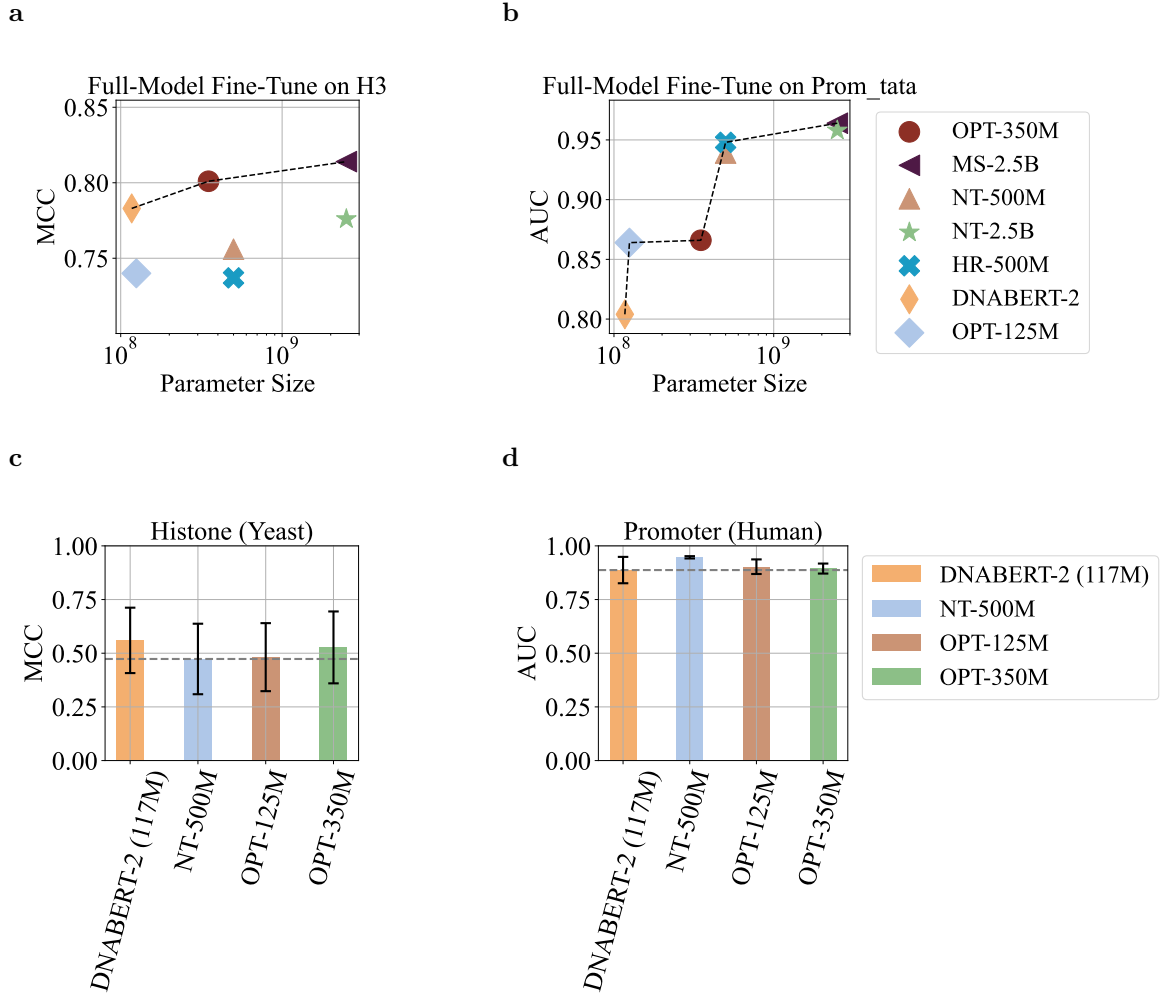 a
b
Full-Model Fine-Tune on H3
0.85
0.80
0.75
MCC
10^8
10^9
Parameter Size
Full-Model Fine-Tune on Prom_tata
0.95
0.90
0.85
0.80
AUC
10^8
10^9
Parameter Size
OPT-350M
MS-2.5B
NT-500M
NT-2.5B
HR-500M
DNABERT-2
OPT-125M
c
d
Histone (Yeast)
1.00
0.75
0.50
0.25
0.00
MCC
DNABERT-2 (117M)
NT-500M
OPT-125M
OPT-350M
Promoter (Human)
1.00
0.75
0.50
0.25
0.00
AUC
DNABERT-2 (117M)
NT-500M
OPT-125M
OPT-350M
DNABERT-2 (117M)
NT-500M
OPT-125M
OPT-350M